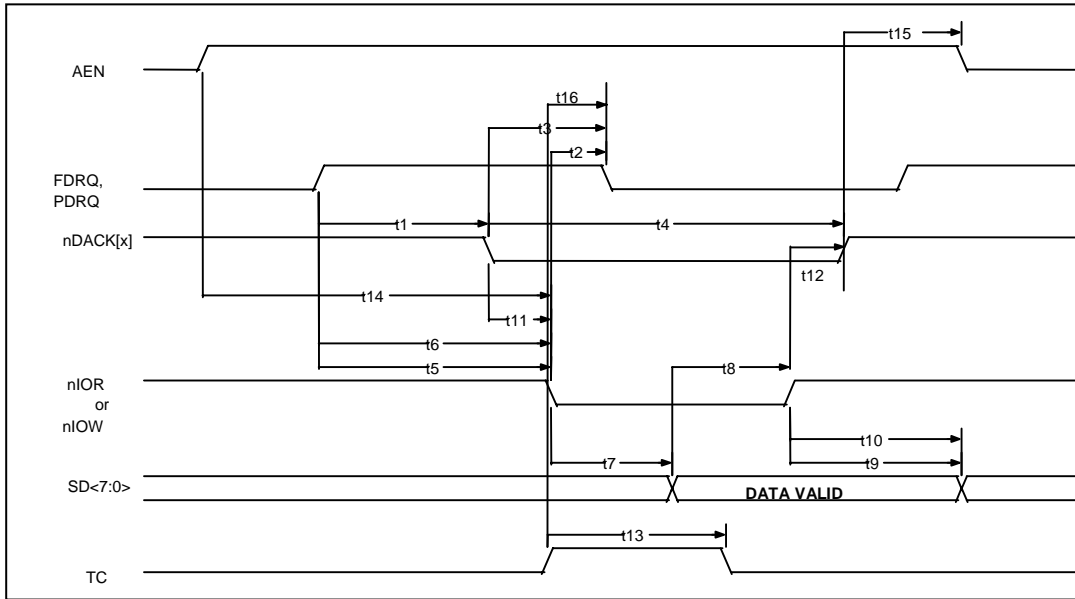 t15
AEN
t16
t3
t2
FDRQ,
PDRQ
t1
t4
nDACK[x]
t12
t14
t11
t6
t5
t8
nIOR
or
nIOW
t10
t7
t9
SD<7:0>
DATA VALID
t13
TC